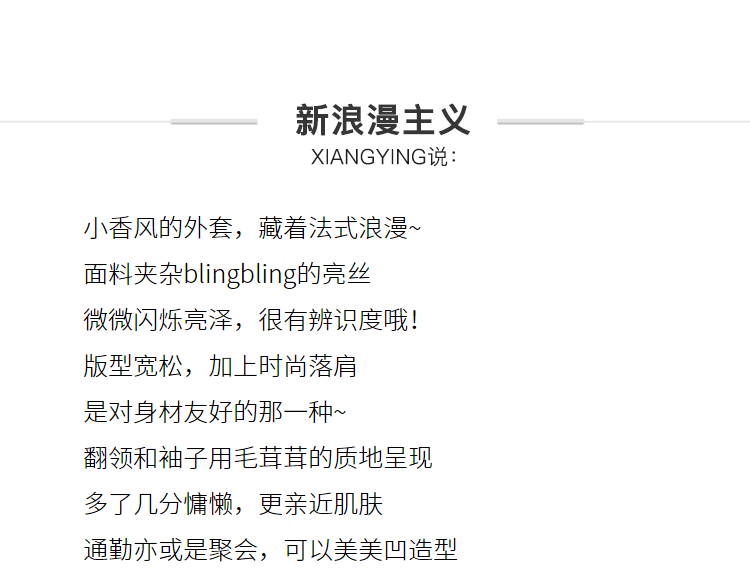 新浪漫主义
XIANGYING说：
小香风的外套，藏着法式浪漫~
面料夹杂blingbling的亮丝
微微闪烁亮泽，很有辨识度哦！
版型宽松，加上时尚落肩
是对身材友好的那一种~
翻领和袖子用毛茸茸的质地呈现
多了几分慵懒，更亲近肌肤
通勤亦或是聚会，可以美美凹造型